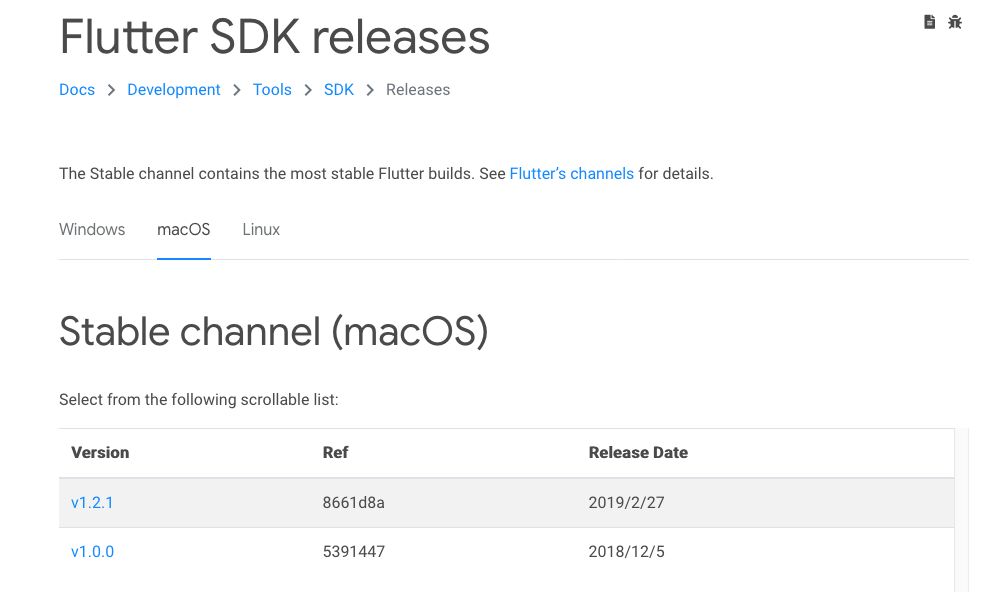 Flutter SDK releases
Docs > Development > Tools > SDK > Releases
The Stable channel contains the most stable Flutter builds. See Flutter’s channels for details.
Windows macOS Linux
Stable channel (macOS)
Select from the following scrollable list:
Version Ref Release Date
v1.2.1 8661d8a 2019/2/27
v1.0.0 5391447 2018/12/5